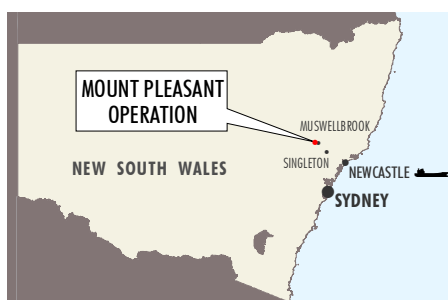 MOUNT PLEASANT
OPERATION
MUSWELLBROOK
SINGLETON
NEW SOUTH WALES
NEWCASTLE
SYDNEY